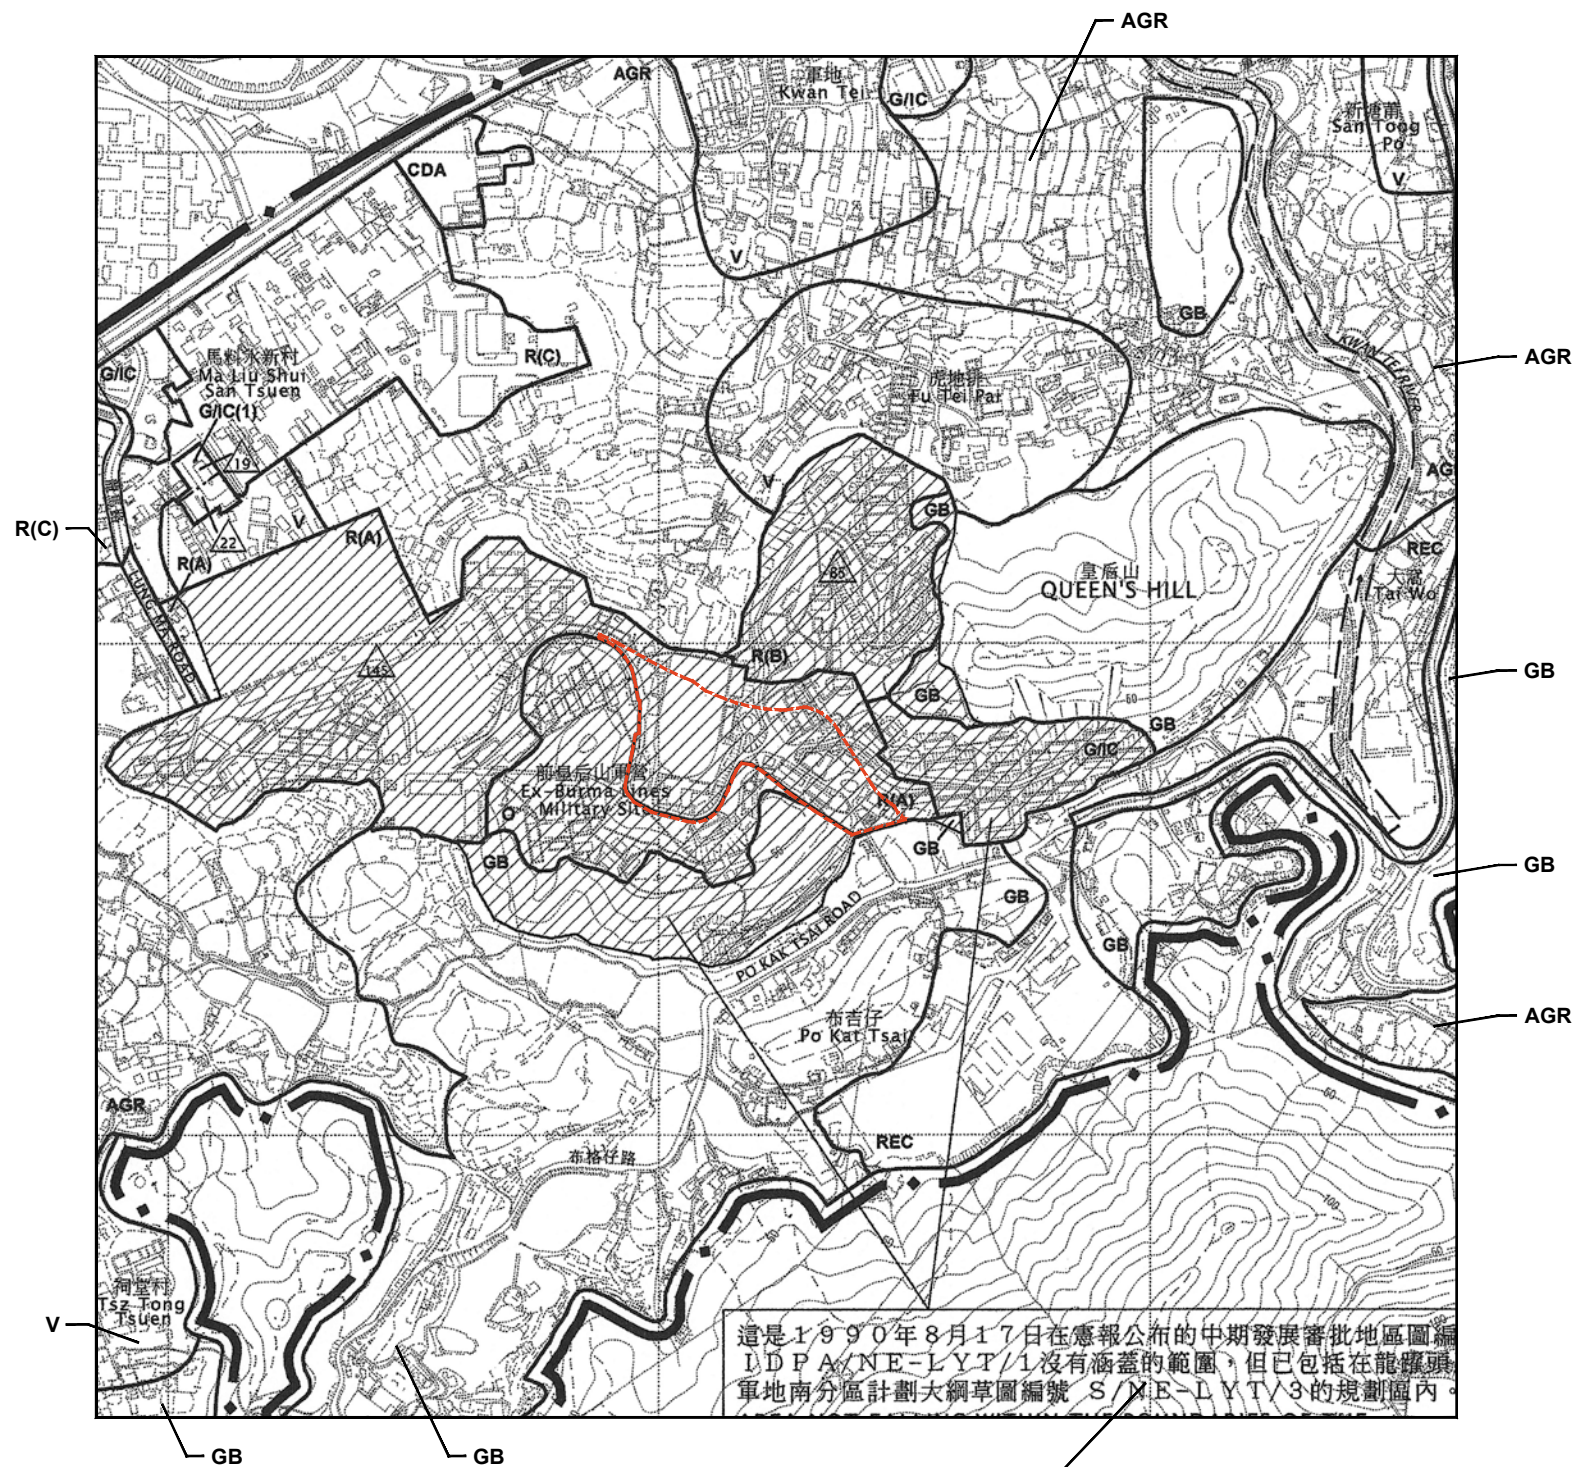 AGR
AGR
軍地
Kwan Tei
G/IC
新塘莆
San Tong
Po
V
CDA
V
GB
KWAN TEI RIVER
AGR
R(C)
G/IC
馬料水新村
Ma Liu Shui
San Tsuen
G/IC(1)
虎地排
Fu Tei Pai
19
V
AG
GB
R(C)
22
V
R(A)
R(A)
REC
85
皇后山
QUEEN'S HILL
大窩
Tai Wo
LUNG MA ROAD
145
R(B)
GB
GB
60
GB
G/IC
前皇后山軍營
Ex-Burma Lines
Military Site
O
R(A)
GB
GB
GB
GB
PO KAK TSAI ROAD
GB
布吉仔
Po Kat Tsai
AGR
AGR
REC
布格仔路
100
60
祠堂村
Tsz Tong
Tsuen
V
這是1990年8月17日在憲報公布的中期發展審批地區圖編
IDPA/NE-LYT/1沒有涵蓋的範圍，但已包括在龍躍頭
軍地南分區計劃大綱草圖編號 S/NE-LYT/3的規劃區內。
GB
GB